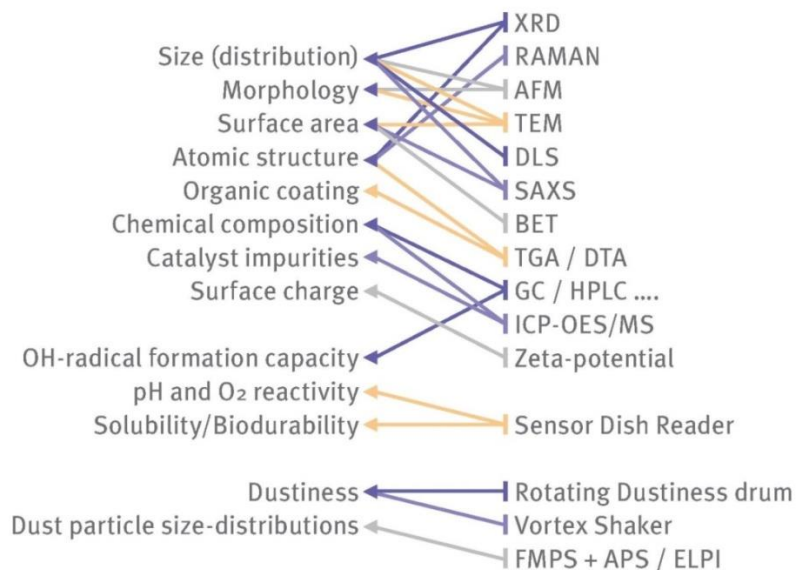 Size (distribution)
Morphology
Surface area
Atomic structure
Organic coating
Chemical composition
Catalyst impurities
Surface charge
OH-radical formation capacity
pH and O₂ reactivity
Solubility/Biodurability
Dustiness
Dust particle size-distributions
XRD
RAMAN
AFM
TEM
DLS
SAXS
BET
TGA / DTA
GC / HPLC ....
ICP-OES/MS
Zeta-potential
Sensor Dish Reader
Rotating Dustiness drum
Vortex Shaker
FMPS + APS / ELPI